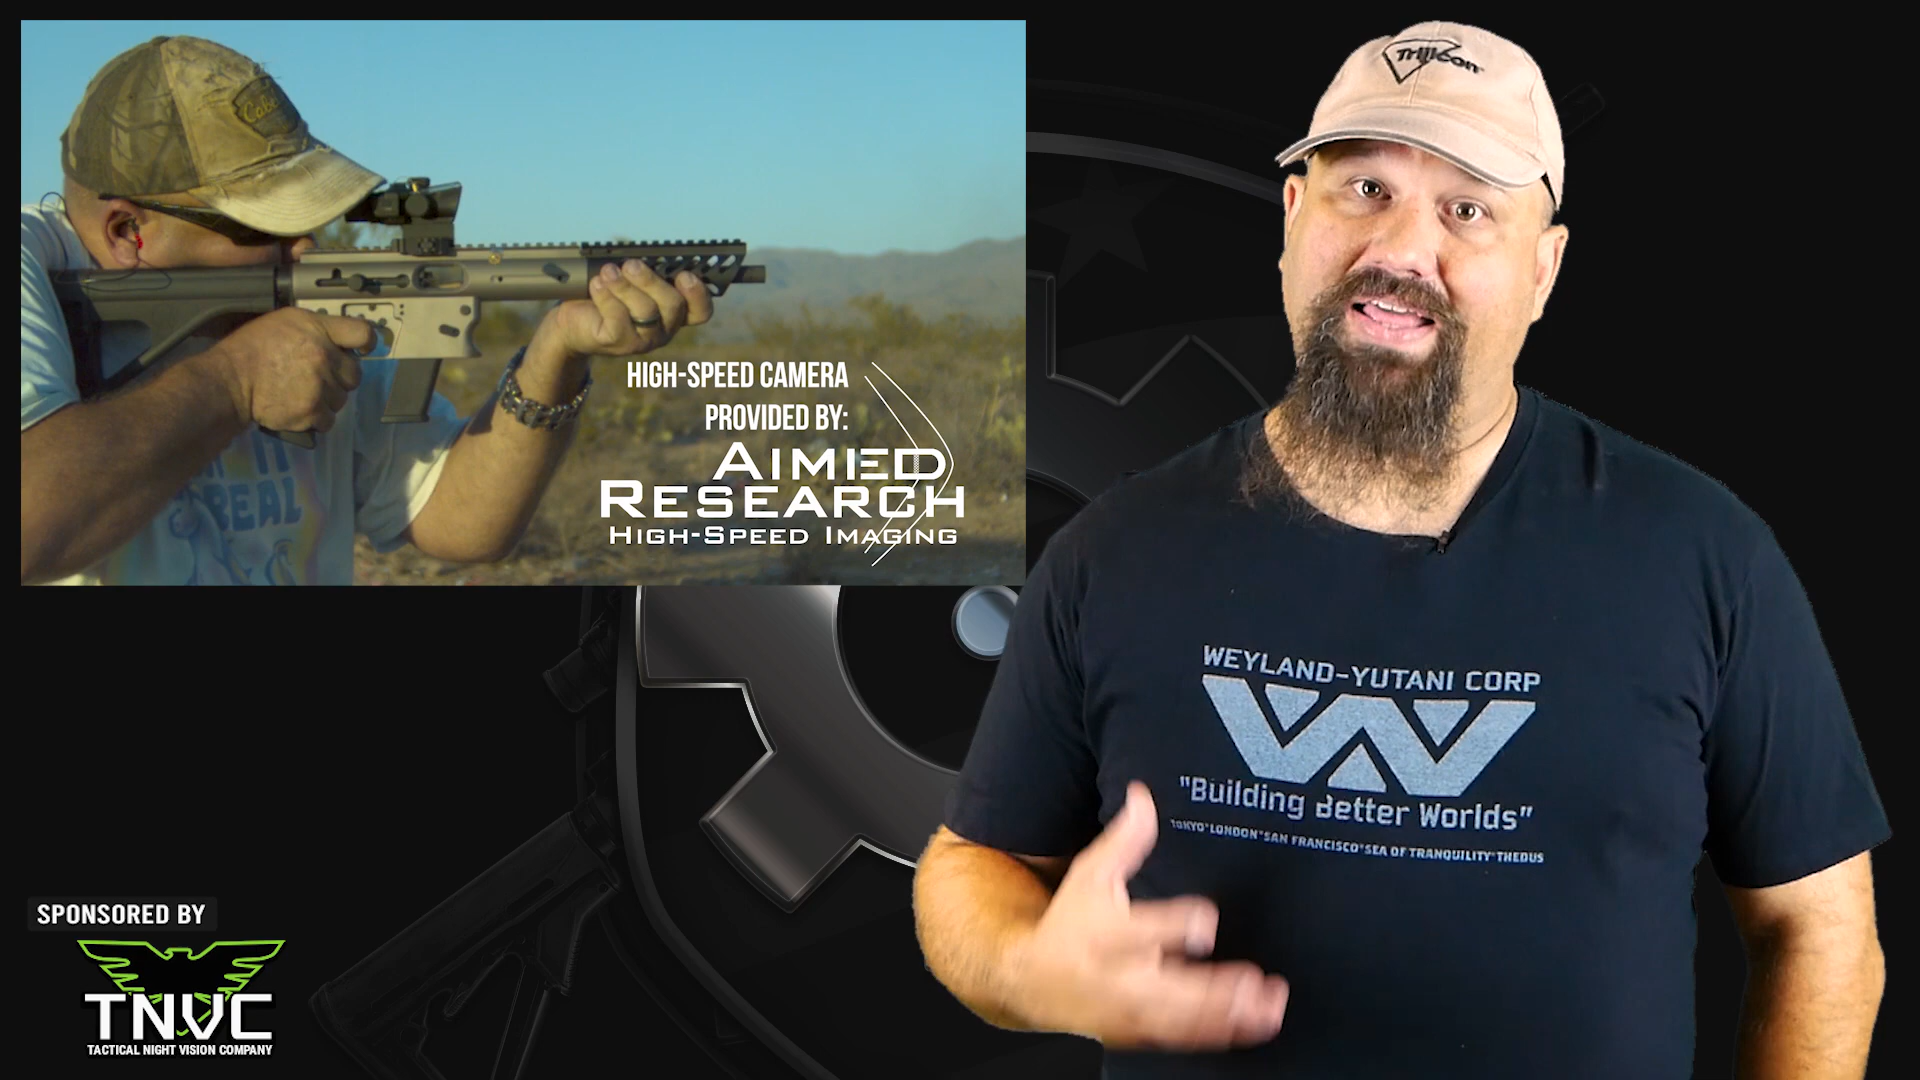 Trijicon
HIGH-SPEED CAMERA
PROVIDED BY:
AIMED
RESEARCH
HIGH-SPEED IMAGING
WEYLAND-YUTANI CORP
"Building Better Worlds"
TOKYO*LONDON*SAN FRANCISCO*SEA OF TRANQUILITY*THEDUS
SPONSORED BY
TNVC
TACTICAL NIGHT VISION COMPANY